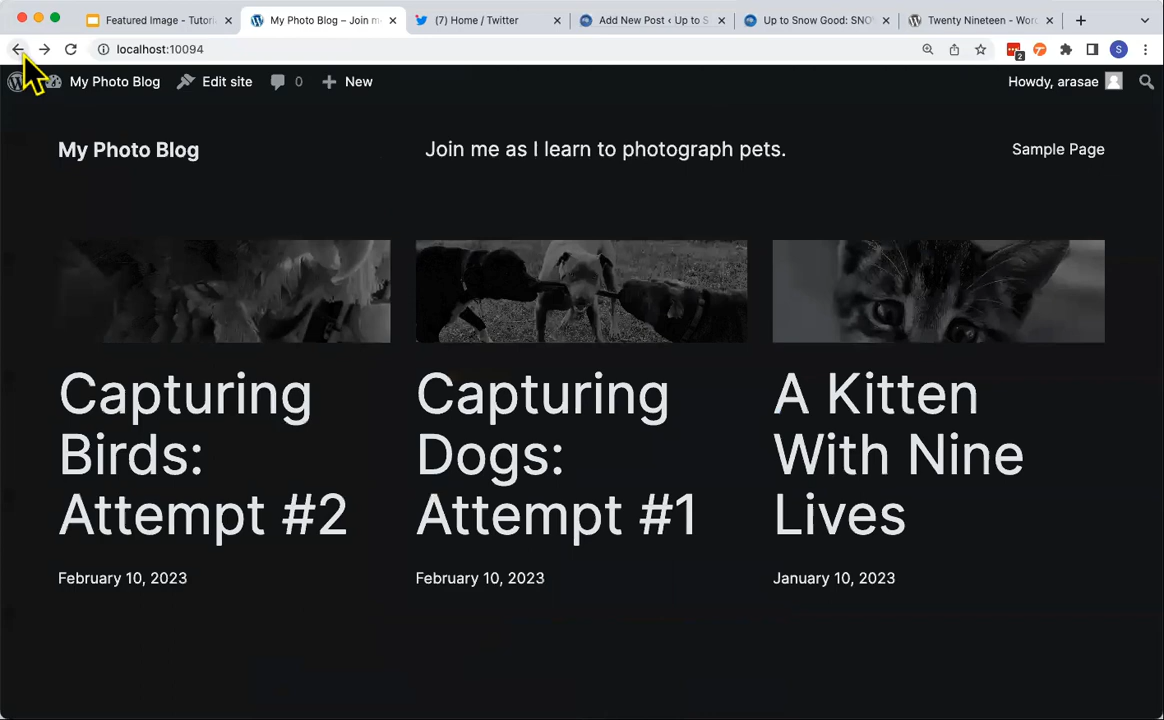 Featured Image - Tutori
My Photo Blog – Join m
(7) Home / Twitter
Add New Post ‹ Up to S
Up to Snow Good: SNO
Twenty Nineteen - Wor
localhost:10094
2
S
My Photo Blog
Edit site
0
New
Howdy, arasae
My Photo Blog
Join me as I learn to photograph pets.
Sample Page
Capturing
Birds:
Attempt #2
February 10, 2023
Capturing
Dogs:
Attempt #1
February 10, 2023
A Kitten
With Nine
Lives
January 10, 2023